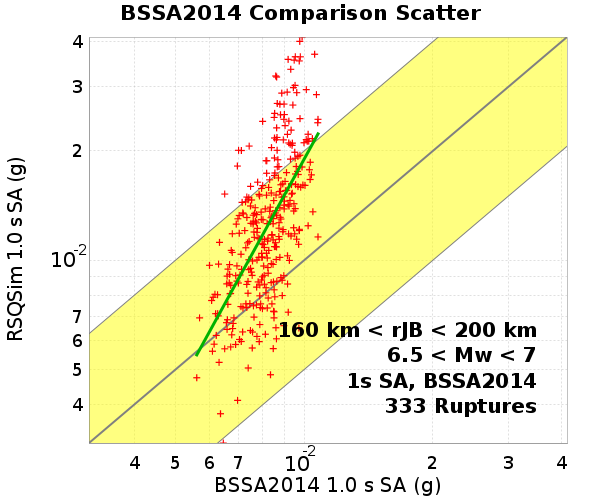 BSSA2014 Comparison Scatter
RSQSim 1.0 s SA (g)
4
3
2
10-2
7
6
5
4
160 km < rJB < 200 km
6.5 < Mw < 7
1s SA, BSSA2014
333 Ruptures
4 5 6 7 10-2 2 3 4
BSSA2014 1.0 s SA (g)